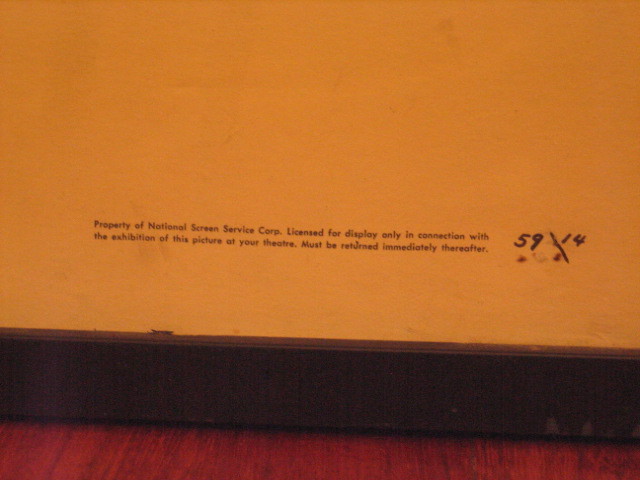 Property of National Screen Service Corp. Licensed for display only in connection with
the exhibition of this picture at your theatre. Must be returned immediately thereafter.
59 \ 14